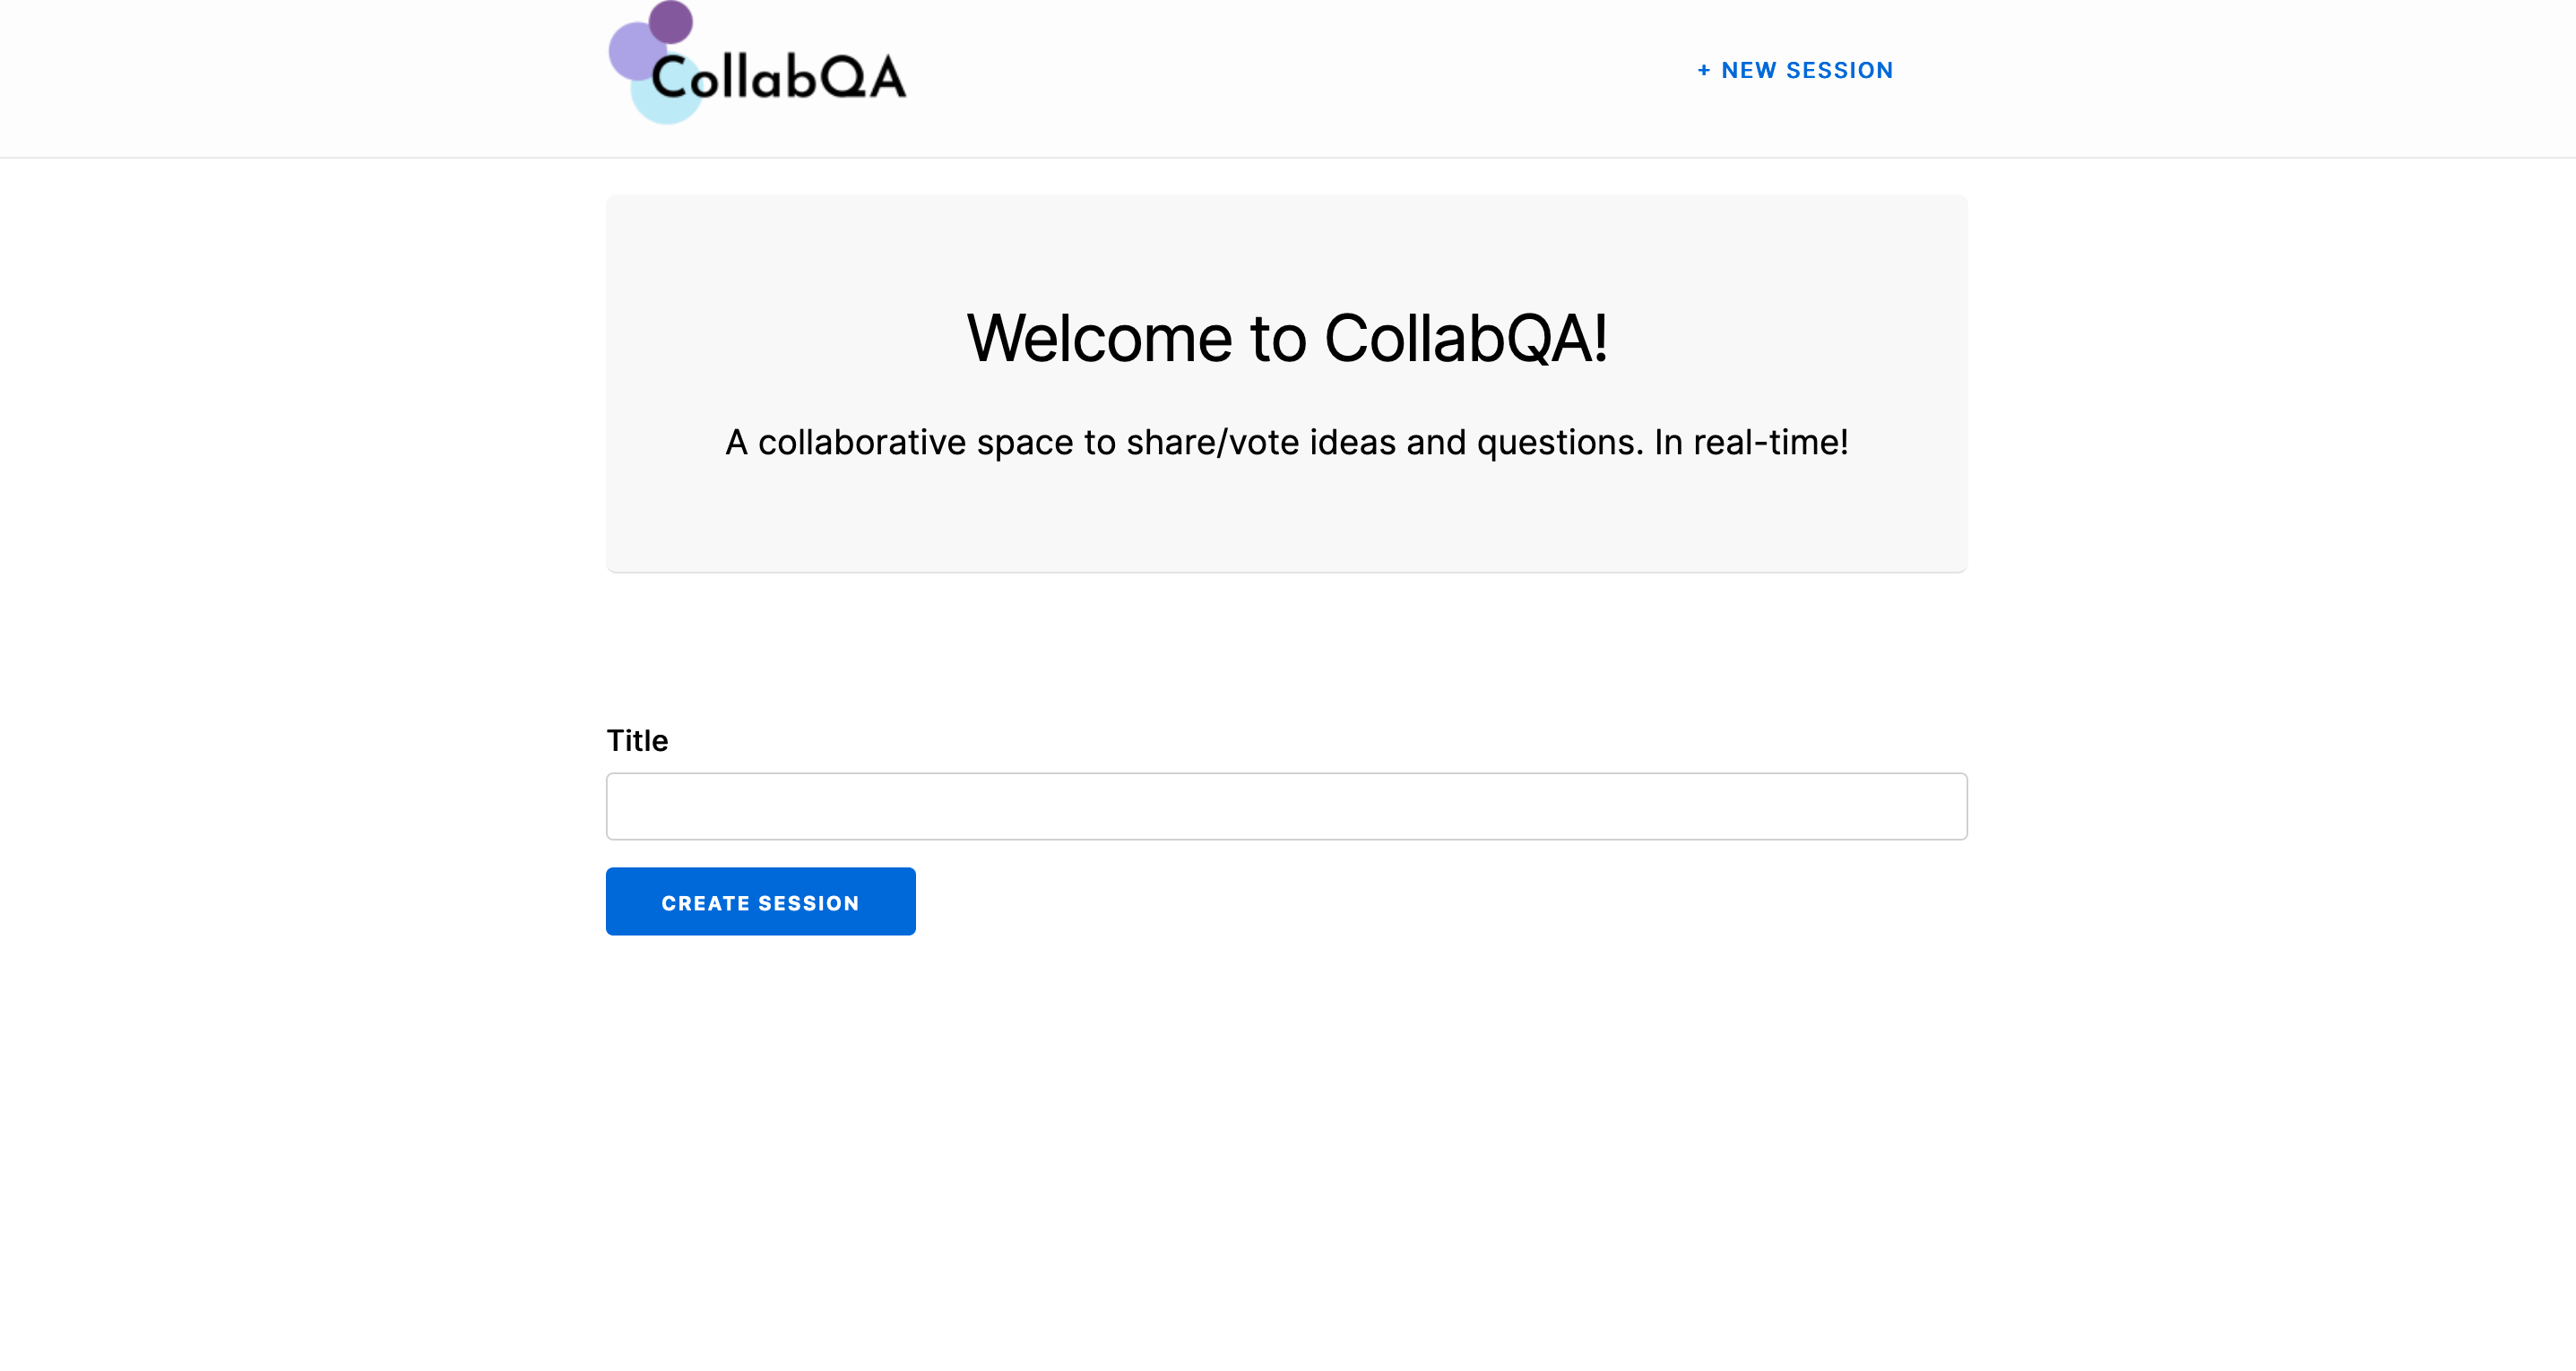 CollabQA
+ NEW SESSION
Welcome to CollabQA!
A collaborative space to share/vote ideas and questions. In real-time!
Title
CREATE SESSION